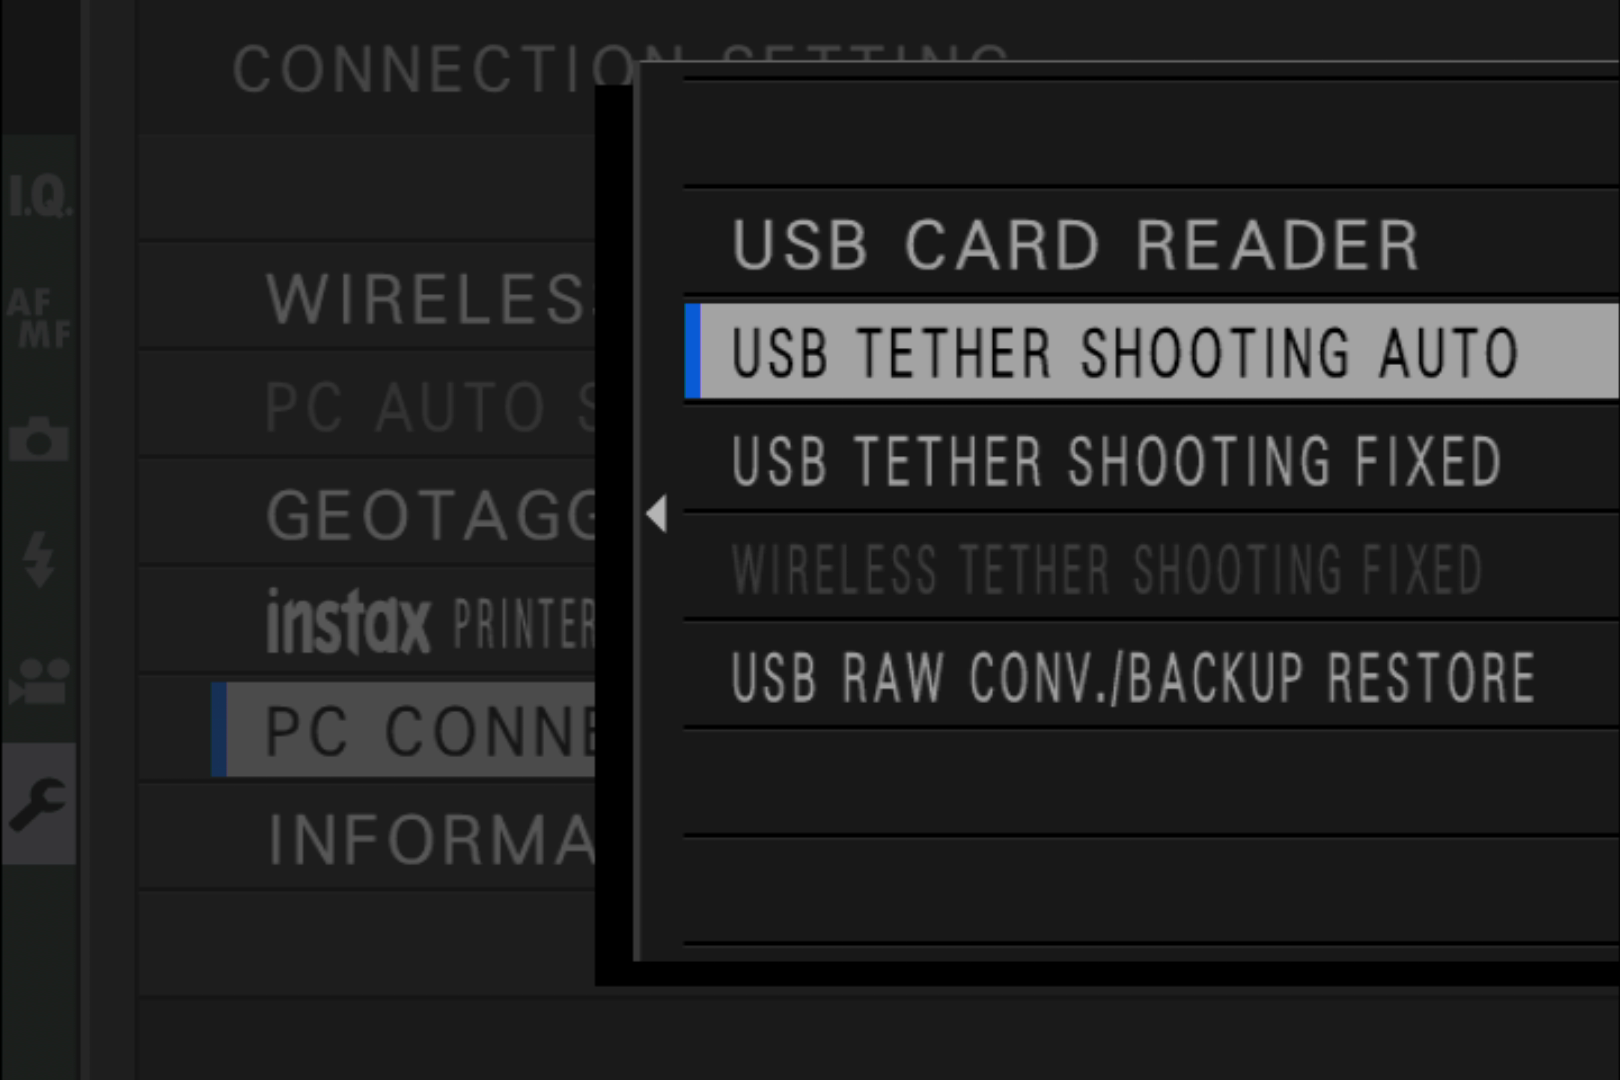 CONNECTION SETTING
I.Q.
AF
MF
WIRELESS
PC AUTO S
GEOTAGG
instax PRINTER
PC CONNE
INFORMA
USB CARD READER
USB TETHER SHOOTING AUTO
USB TETHER SHOOTING FIXED
WIRELESS TETHER SHOOTING FIXED
USB RAW CONV./BACKUP RESTORE